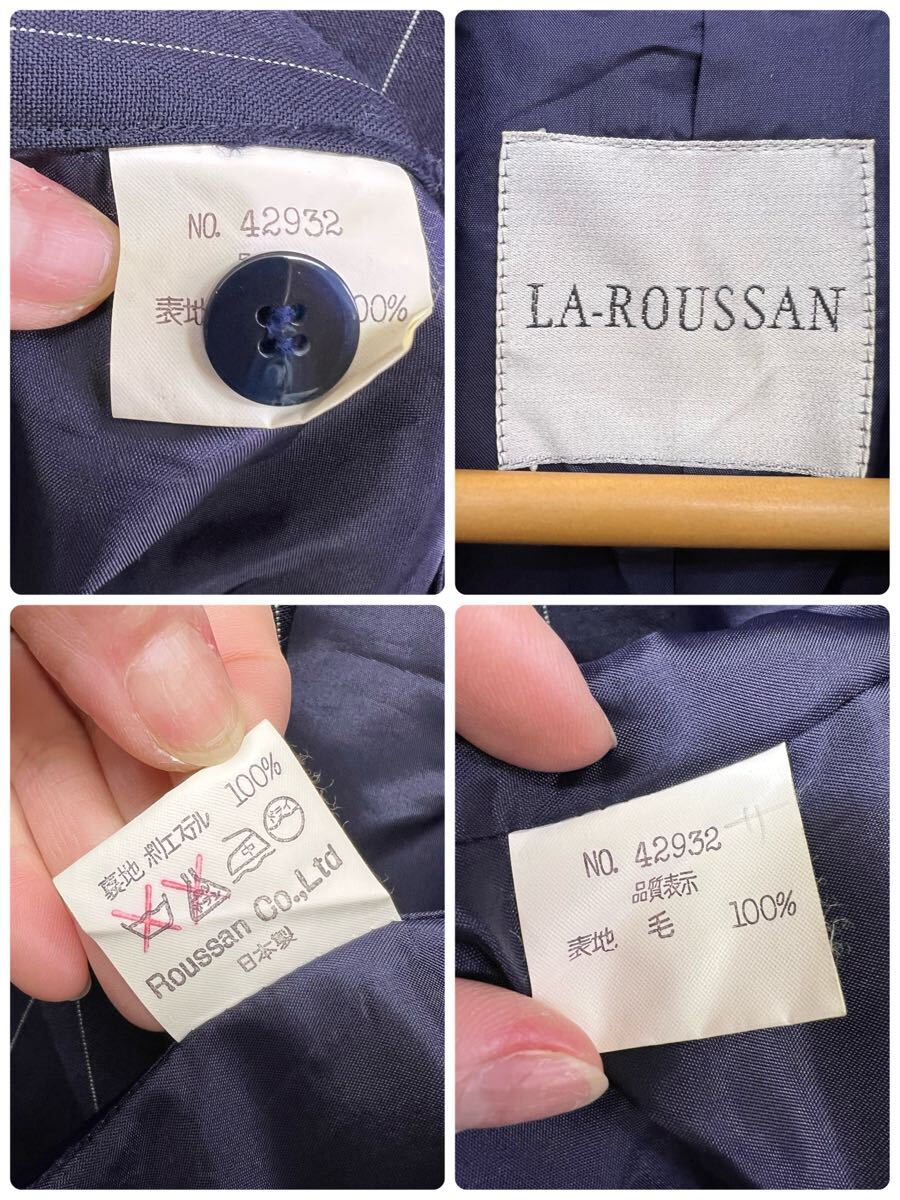 NO. 42932
表地 00%
LA-ROUSSAN
裏地 ポリエステル 100%
ドライ
Roussan Co.,Ltd
日本製
NO. 42932
品質表示
表地 毛 100%